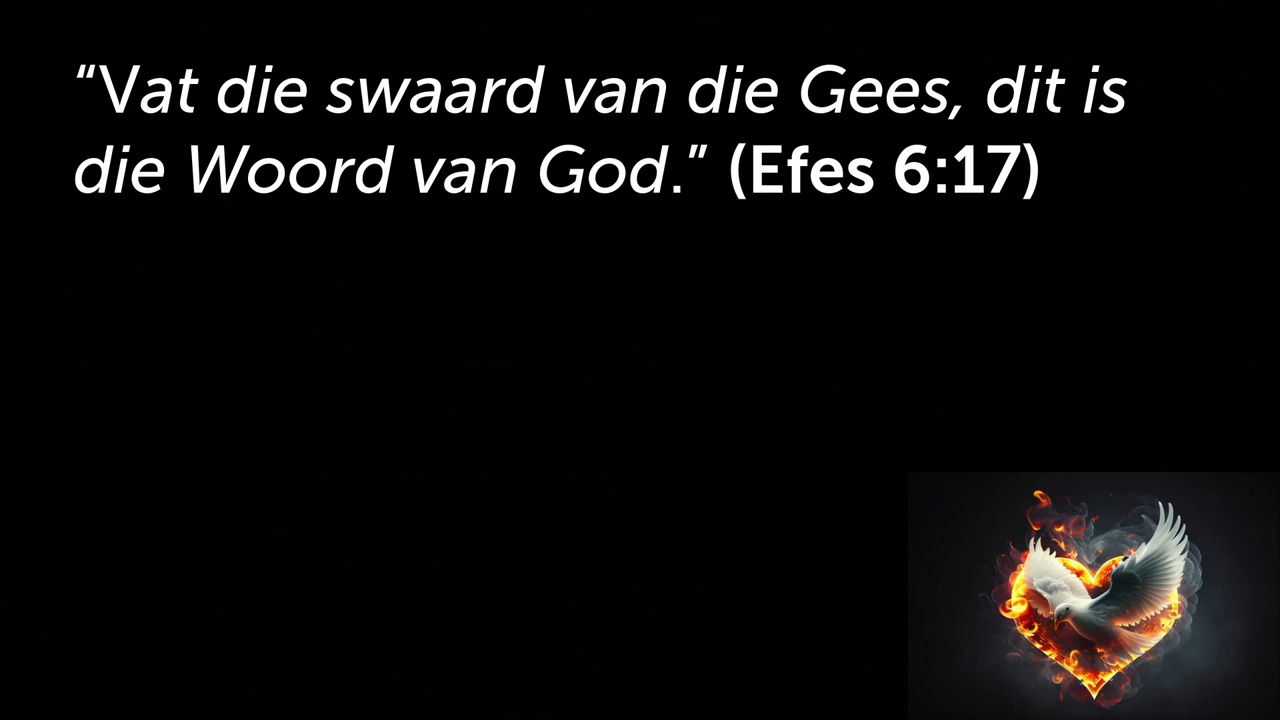 “Vat die swaard van die Gees, dit is
die Woord van God.” (Efes 6:17)